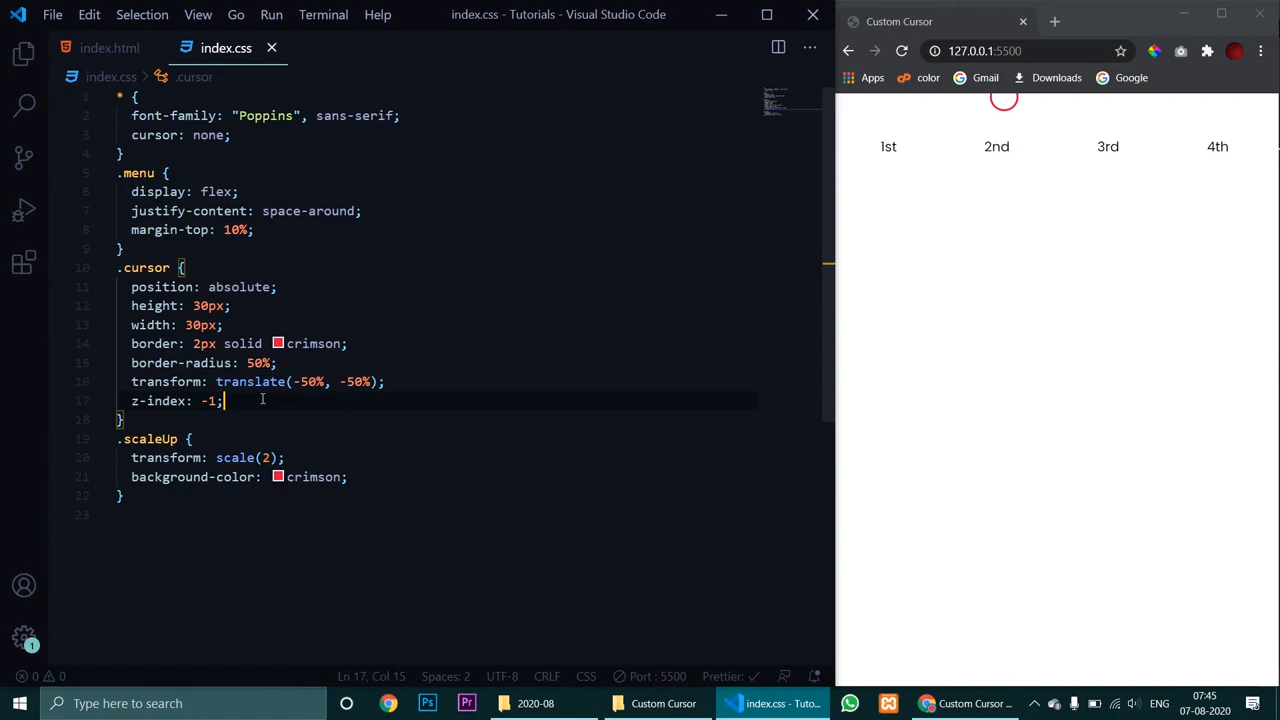 File Edit Selection View Go Run Terminal Help index.css - Tutorials - Visual Studio Code
index.html index.css
index.css > .cursor
1 * {
2 font-family: "Poppins", sans-serif;
3 cursor: none;
4 }
5 .menu {
6 display: flex;
7 justify-content: space-around;
8 margin-top: 10%;
9 }
10 .cursor {
11 position: absolute;
12 height: 30px;
13 width: 30px;
14 border: 2px solid crimson;
15 border-radius: 50%;
16 transform: translate(-50%, -50%);
17 z-index: -1;
18 }
19 .scaleUp {
20 transform: scale(2);
21 background-color: crimson;
22 }
23
1
0 0 Ln 17, Col 15 Spaces: 2 UTF-8 CRLF CSS Port : 5500 Prettier: ✓
Custom Cursor
127.0.0.1:5500
Apps color Gmail Downloads Google
1st 2nd 3rd 4th
Type here to search Ps Pr 2020-08 Custom Cursor index.css - Tuto... Custom Cursor ... ENG 07:45
07-08-2020